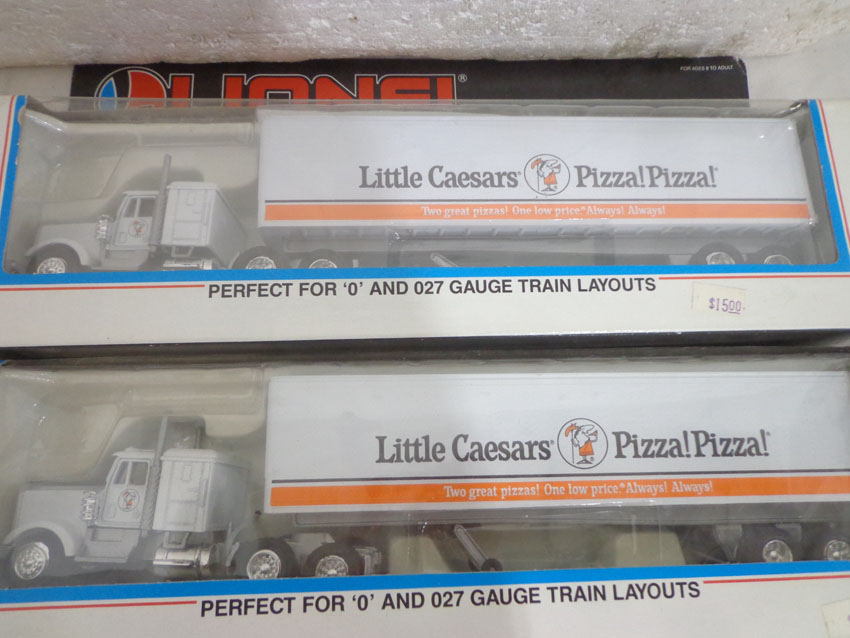 LIONEL®
FOR AGES 8 TO ADULT
Little Caesars® Pizza!Pizza!®
Two great pizzas! One low price.® Always! Always!
PERFECT FOR ‘0’ AND 027 GAUGE TRAIN LAYOUTS
$15.00
Little Caesars® Pizza!Pizza!®
Two great pizzas! One low price.® Always! Always!
PERFECT FOR ‘0’ AND 027 GAUGE TRAIN LAYOUTS